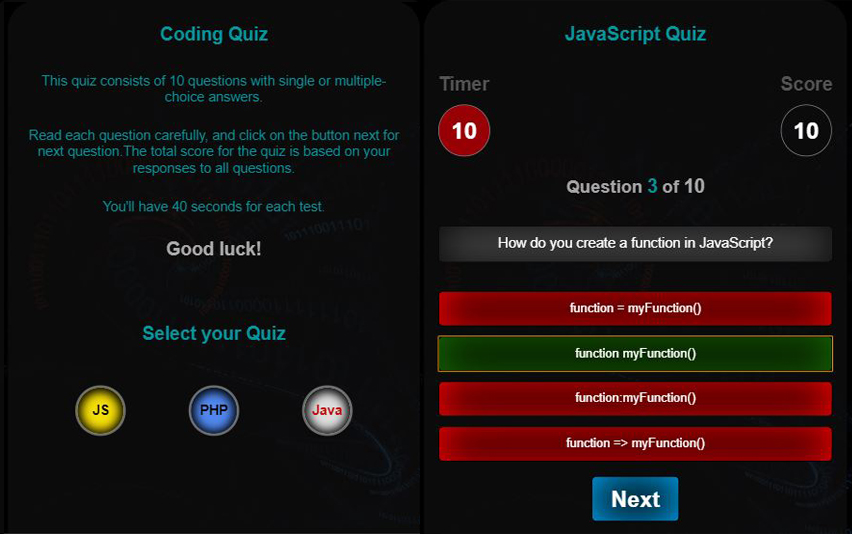 Coding Quiz
This quiz consists of 10 questions with single or multiple-
choice answers.
Read each question carefully, and click on the button next for
next question.The total score for the quiz is based on your
responses to all questions.
You'll have 40 seconds for each test.
Good luck!
Select your Quiz
JS
PHP
Java
JavaScript Quiz
Timer
Score
10
10
Question 3 of 10
How do you create a function in JavaScript?
function = myFunction()
function myFunction()
function:myFunction()
function => myFunction()
Next